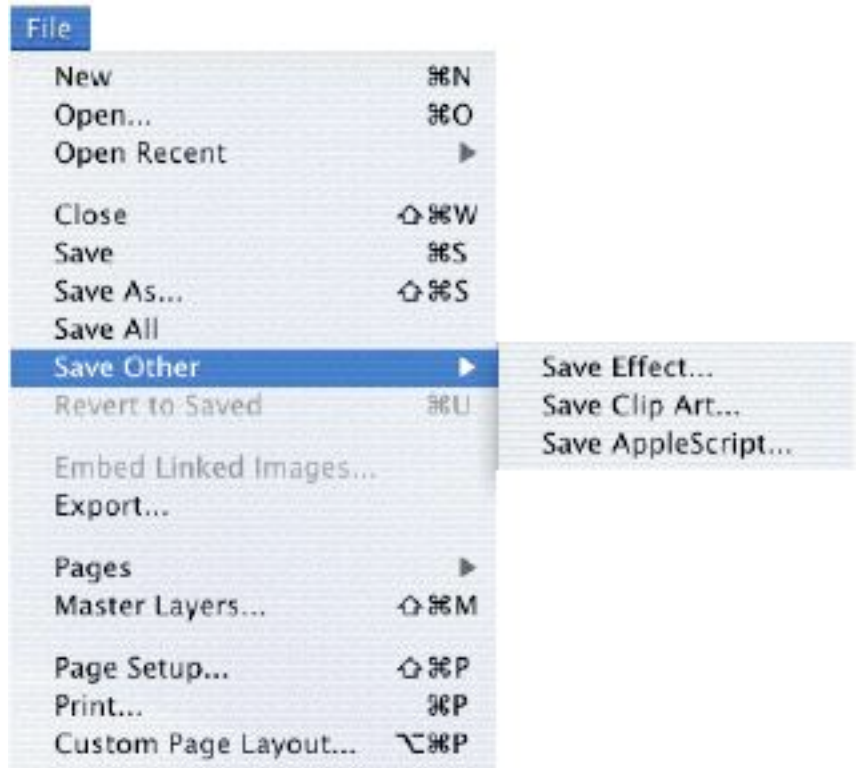 File
New ⌘N
Open... ⌘O
Open Recent ▶
Close ⇧⌘W
Save ⌘S
Save As... ⇧⌘S
Save All
Save Other ▶
Save Effect...
Save Clip Art...
Save AppleScript...
Revert to Saved ⌘U
Embed Linked Images...
Export...
Pages ▶
Master Layers... ⇧⌘M
Page Setup... ⇧⌘P
Print... ⌘P
Custom Page Layout... ⌥⌘P